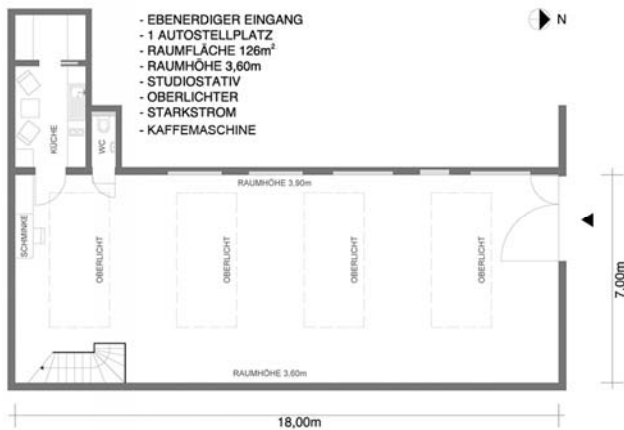 - EBENERDIGER EINGANG
- 1 AUTOSTELLPLATZ
- RAUMFLÄCHE 126m²
- RAUMHÖHE 3,60m
- STUDIOSTATIV
- OBERLICHTER
- STARKSTROM
- KAFFEMASCHINE
N
KÜCHE
WC
RAUMHÖHE 3,90m
SCHMINKE
OBERLICHT
OBERLICHT
OBERLICHT
OBERLICHT
7,00m
RAUMHÖHE 3,60m
18,00m